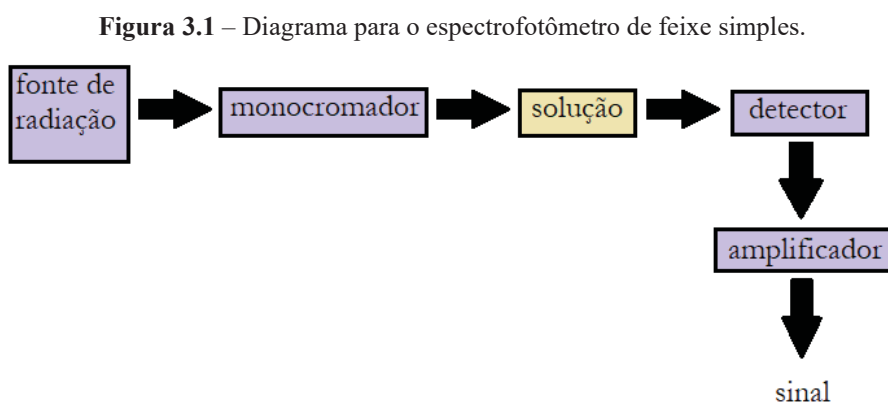 Figura 3.1 – Diagrama para o espectrofotômetro de feixe simples.
fonte de
radiação
monocromador
solução
detector
amplificador
sinal